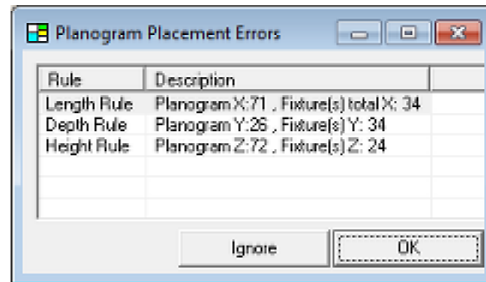 Planogram Placement Errors
Rule Description
Length Rule Planogram X:71 , Fixture(s) total X: 34
Depth Rule Planogram Y:26 , Fixture(s) Y: 34
Height Rule Planogram Z:72 , Fixture(s) Z: 24
Ignore OK